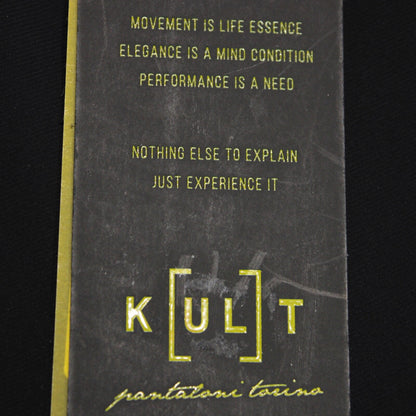 MOVEMENT IS LIFE ESSENCE
ELEGANCE IS A MIND CONDITION
PERFORMANCE IS A NEED
NOTHING ELSE TO EXPLAIN
JUST EXPERIENCE IT
K[UL]T
pantaloni torino